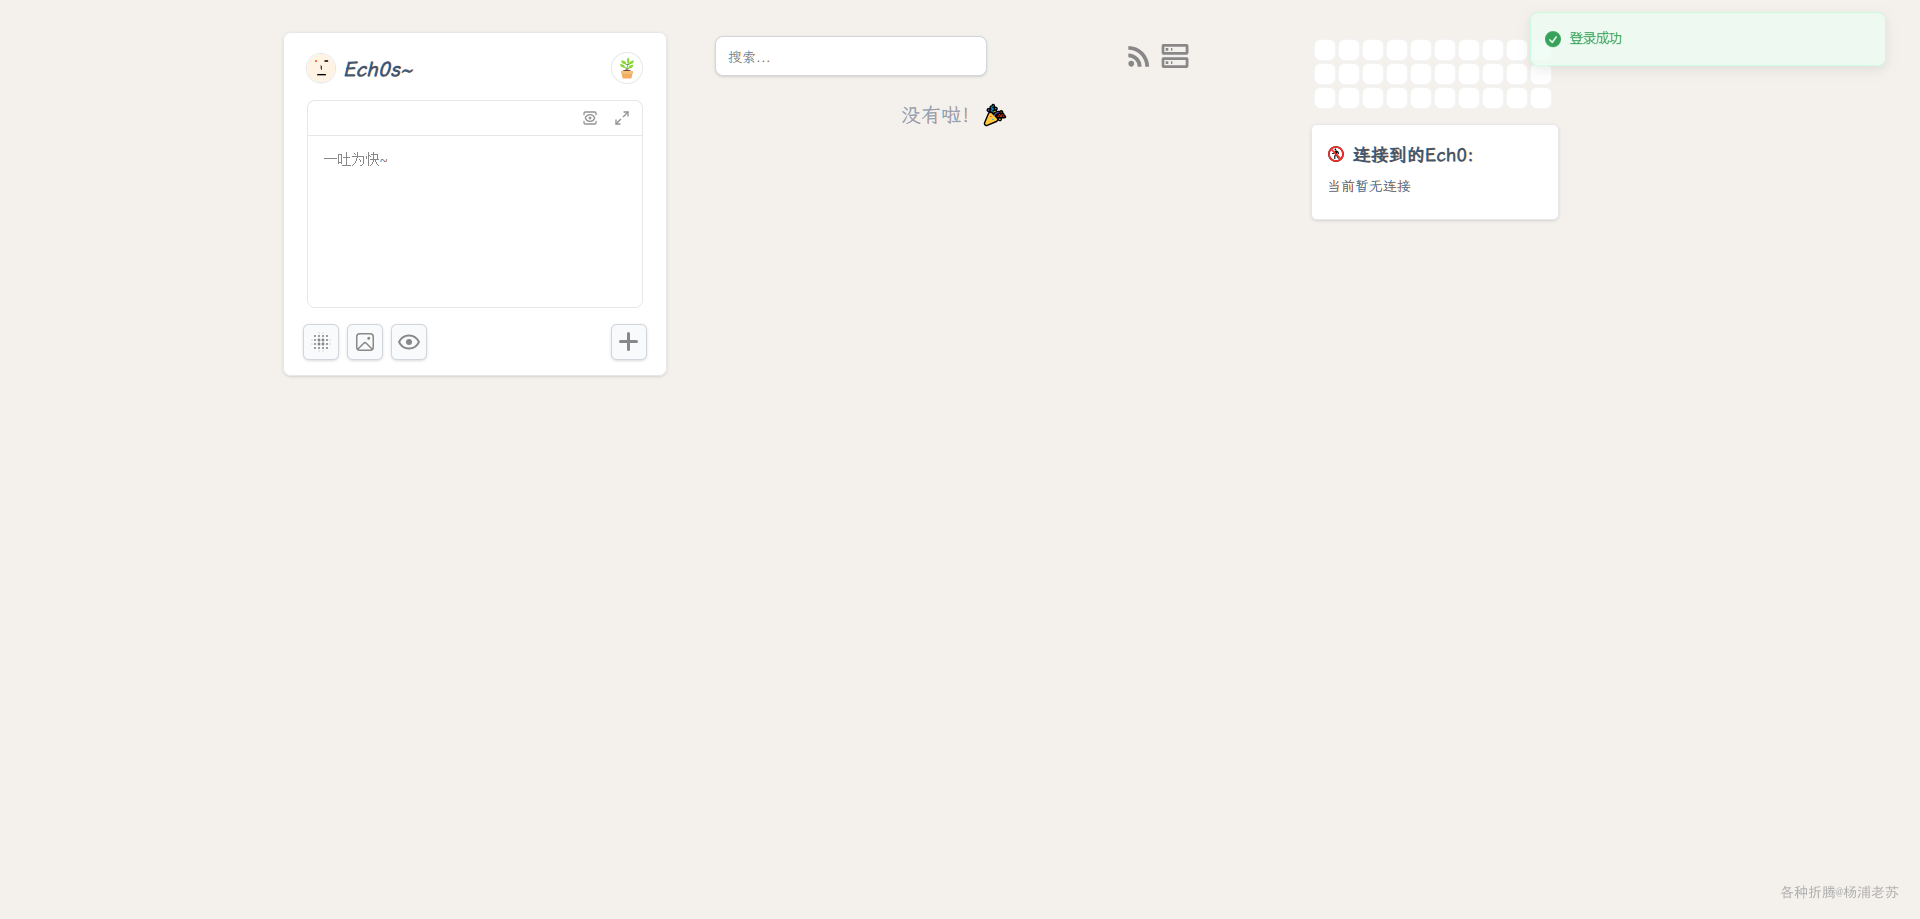 Ech0s~
一吐为快~
搜索...
没有啦！
登录成功
连接到的Ech0:
当前暂无连接
各种折腾@杨浦老苏